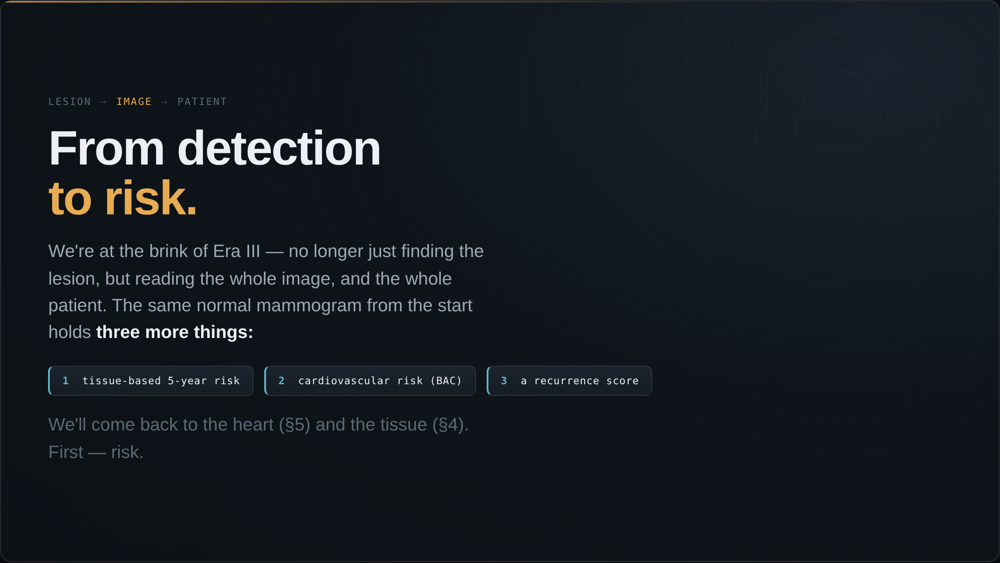 LESION → IMAGE → PATIENT
From detection
to risk.
We're at the brink of Era III — no longer just finding the
lesion, but reading the whole image, and the whole
patient. The same normal mammogram from the start
holds three more things:
1 tissue-based 5-year risk
2 cardiovascular risk (BAC)
3 a recurrence score
We'll come back to the heart (§5) and the tissue (§4).
First — risk.